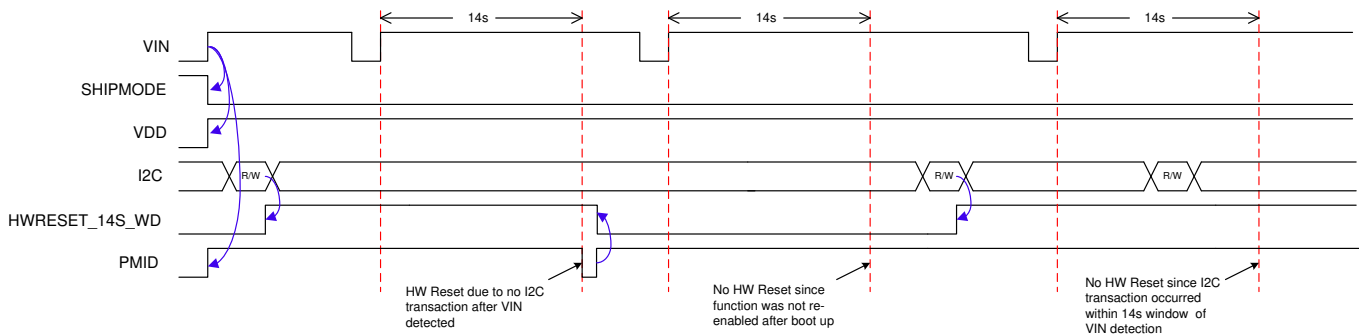 14s
14s
14s
VIN
SHIPMODE
VDD
I2C
R/W
R/W
R/W
HWRESET_14S_WD
PMID
HW Reset due to no I2C
transaction after VIN
detected
No HW Reset since
function was not re-
enabled after boot up
No HW Reset since I2C
transaction occurred
within 14s window of
VIN detection